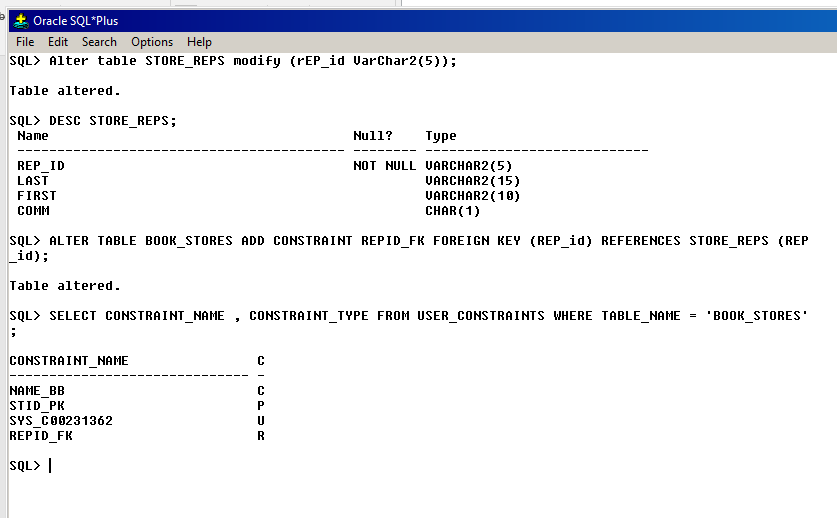 Oracle SQL*Plus
File Edit Search Options Help
SQL> Alter table STORE_REPS modify (rEP_id VarChar2(5));
Table altered.
SQL> DESC STORE_REPS;
Name Null? Type
----------------------------------------- -------- ----------------------------
REP_ID NOT NULL VARCHAR2(5)
LAST VARCHAR2(15)
FIRST VARCHAR2(10)
COMM CHAR(1)
SQL> ALTER TABLE BOOK_STORES ADD CONSTRAINT REPID_FK FOREIGN KEY (REP_id) REFERENCES STORE_REPS (REP
_id);
Table altered.
SQL> SELECT CONSTRAINT_NAME , CONSTRAINT_TYPE FROM USER_CONSTRAINTS WHERE TABLE_NAME = 'BOOK_STORES'
;
CONSTRAINT_NAME C
------------------------------ -
NAME_BB C
STID_PK P
SYS_C00231362 U
REPID_FK R
SQL>